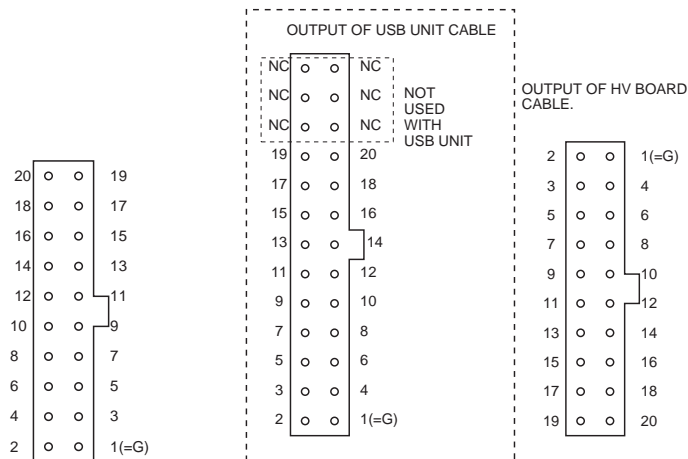 OUTPUT OF USB UNIT CABLE
NC NC
NC NC
NC NC
NOT
USED
WITH
USB UNIT
19 20
17 18
15 16
13 14
11 12
9 10
7 8
5 6
3 4
2 1(=G)
OUTPUT OF HV BOARD
CABLE.
2 1(=G)
3 4
5 6
7 8
9 10
11 12
13 14
15 16
17 18
19 20
20 19
18 17
16 15
14 13
12 11
10 9
8 7
6 5
4 3
2 1(=G)